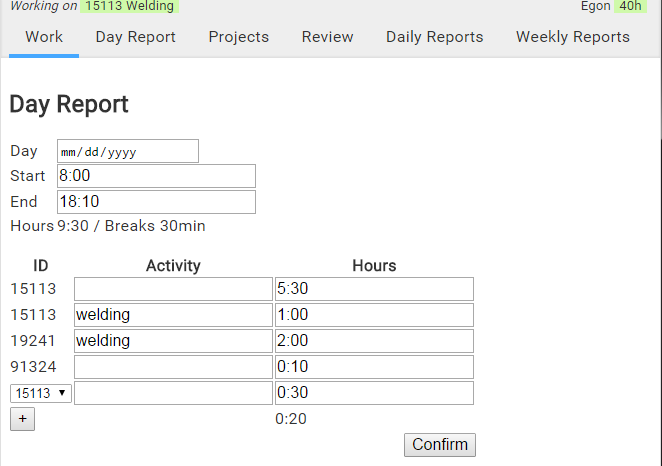 Working on 15113 Welding Egon 40h
Work Day Report Projects Review Daily Reports Weekly Reports
Day Report
Day mm/dd/yyyy
Start 8:00
End 18:10
Hours 9:30 / Breaks 30min
ID Activity Hours
15113 5:30
15113 welding 1:00
19241 welding 2:00
91324 0:10
15113 0:30
+ 0:20
Confirm